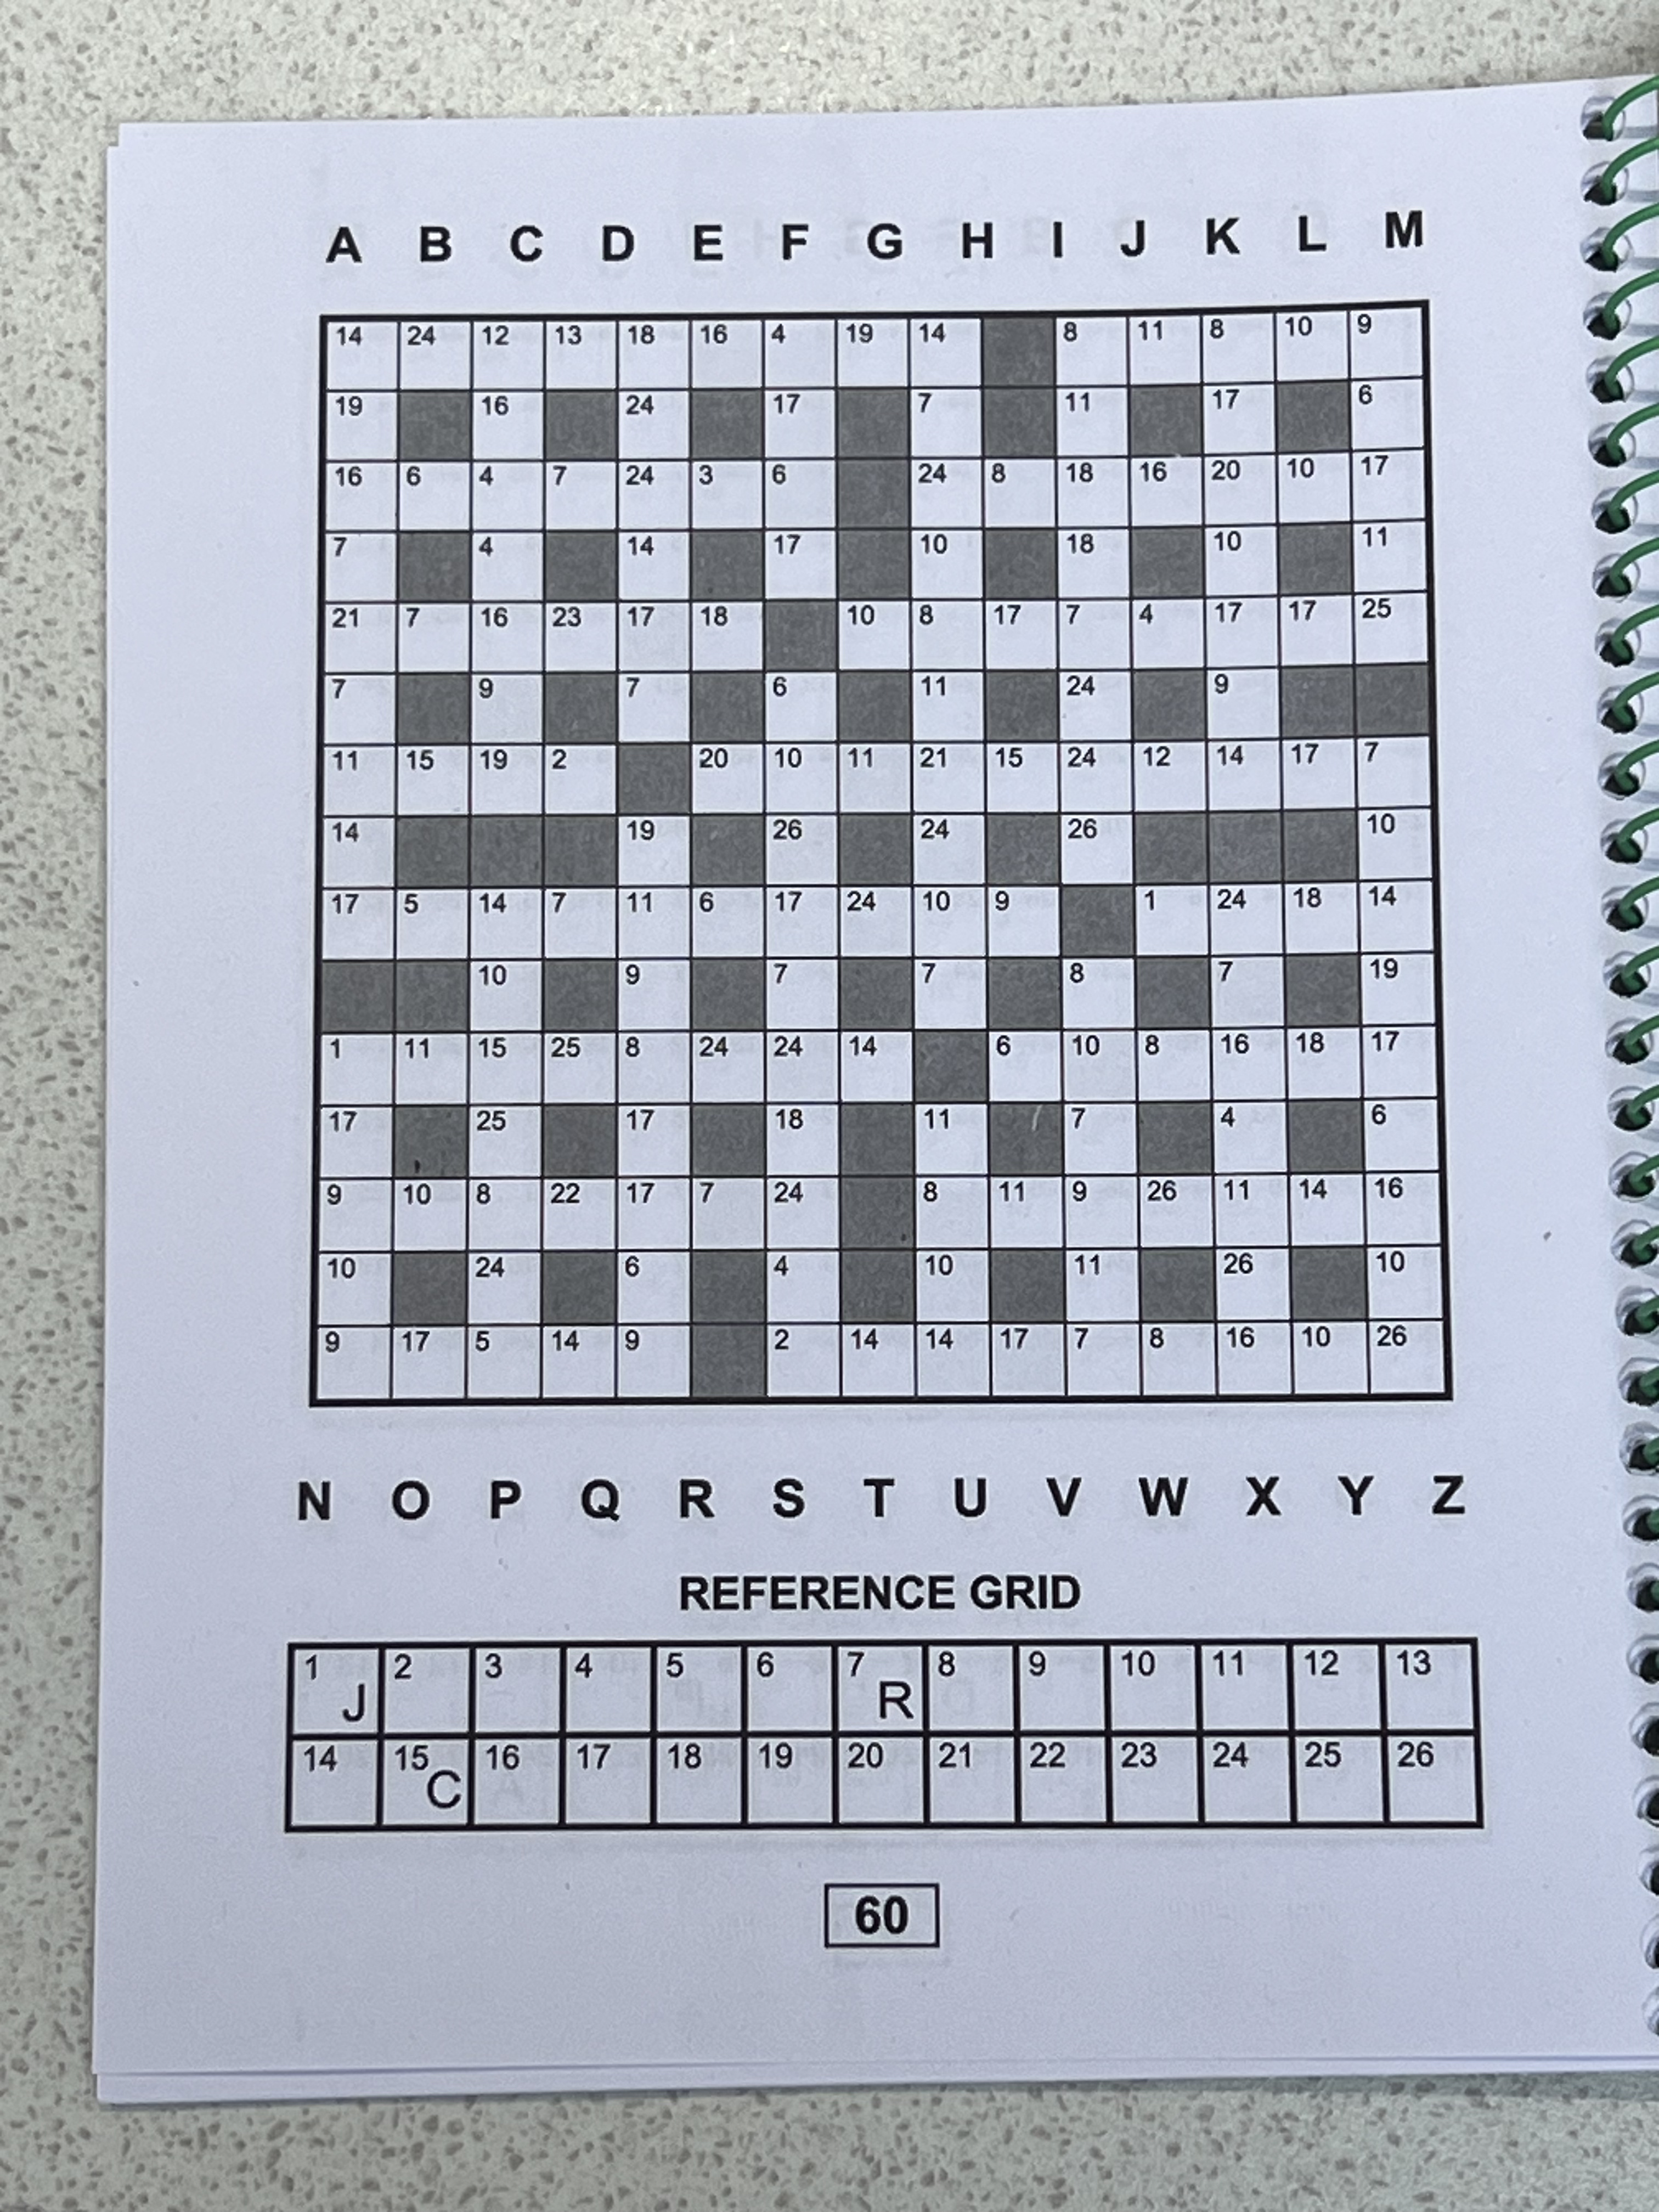 A B C D E F G H I J K L M
14 24 12 13 18 16 4 19 14 8 11 8 10 9
19 16 24 17 7 11 17 6
16 6 4 7 24 3 6 24 8 18 16 20 10 17
7 4 14 17 10 18 10 11
21 7 16 23 17 18 10 8 17 7 4 17 17 25
7 9 7 6 11 24 9
11 15 19 2 20 10 11 21 15 24 12 14 17 7
14 19 26 24 26 10
17 5 14 7 11 6 17 24 10 9 1 24 18 14
10 9 7 7 8 7 19
1 11 15 25 8 24 24 14 6 10 8 16 18 17
17 25 17 18 11 7 4 6
9 10 8 22 17 7 24 8 11 9 26 11 14 16
10 24 6 4 10 11 26 10
9 17 5 14 9 2 14 14 17 7 8 16 10 26
N O P Q R S T U V W X Y Z
REFERENCE GRID
1 J 2 3 4 5 6 7 R 8 9 10 11 12 13
14 15 C 16 17 18 19 20 21 22 23 24 25 26
60